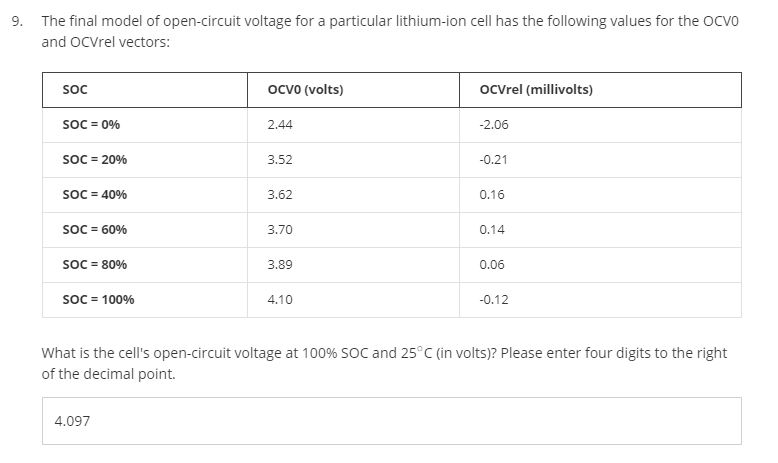 9. The final model of open-circuit voltage for a particular lithium-ion cell has the following values for the OCV0
and OCVrel vectors:
SOC OCV0 (volts) OCVrel (millivolts)
SOC = 0% 2.44 -2.06
SOC = 20% 3.52 -0.21
SOC = 40% 3.62 0.16
SOC = 60% 3.70 0.14
SOC = 80% 3.89 0.06
SOC = 100% 4.10 -0.12
What is the cell's open-circuit voltage at 100% SOC and 25°C (in volts)? Please enter four digits to the right
of the decimal point.
4.097